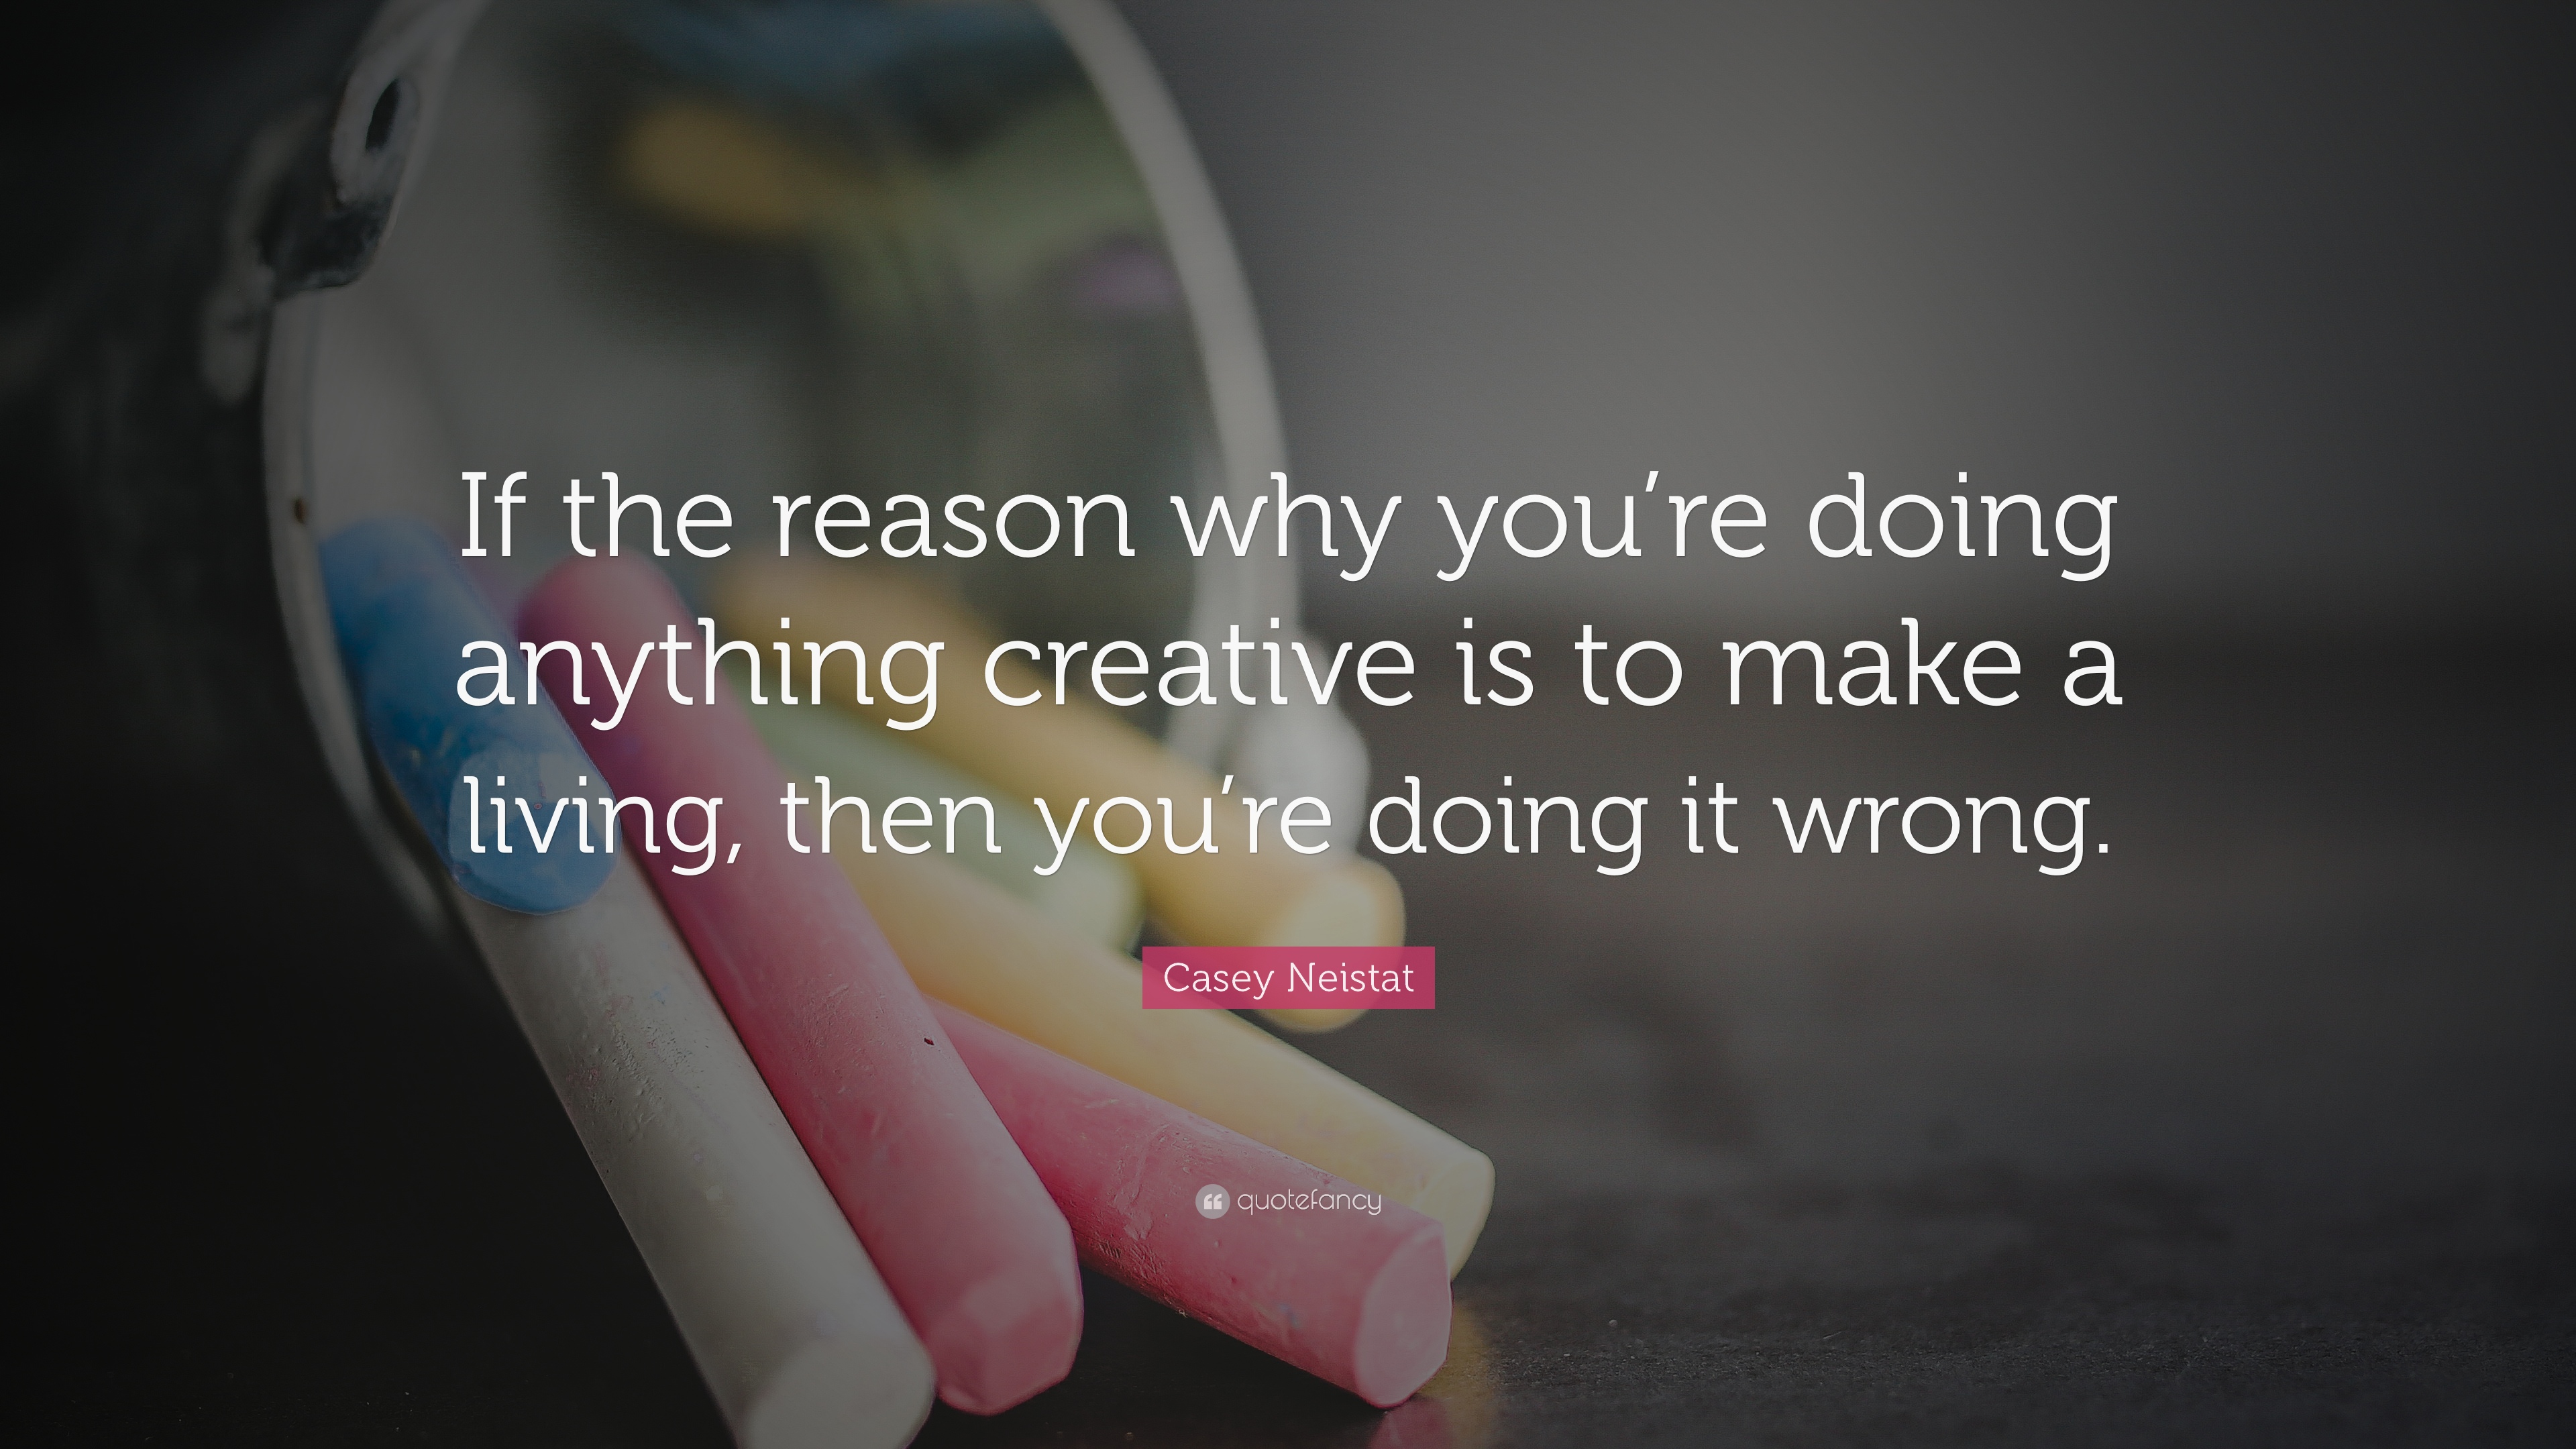 If the reason why you’re doing
anything creative is to make a
living, then you’re doing it wrong.
Casey Neistat
quotefancy